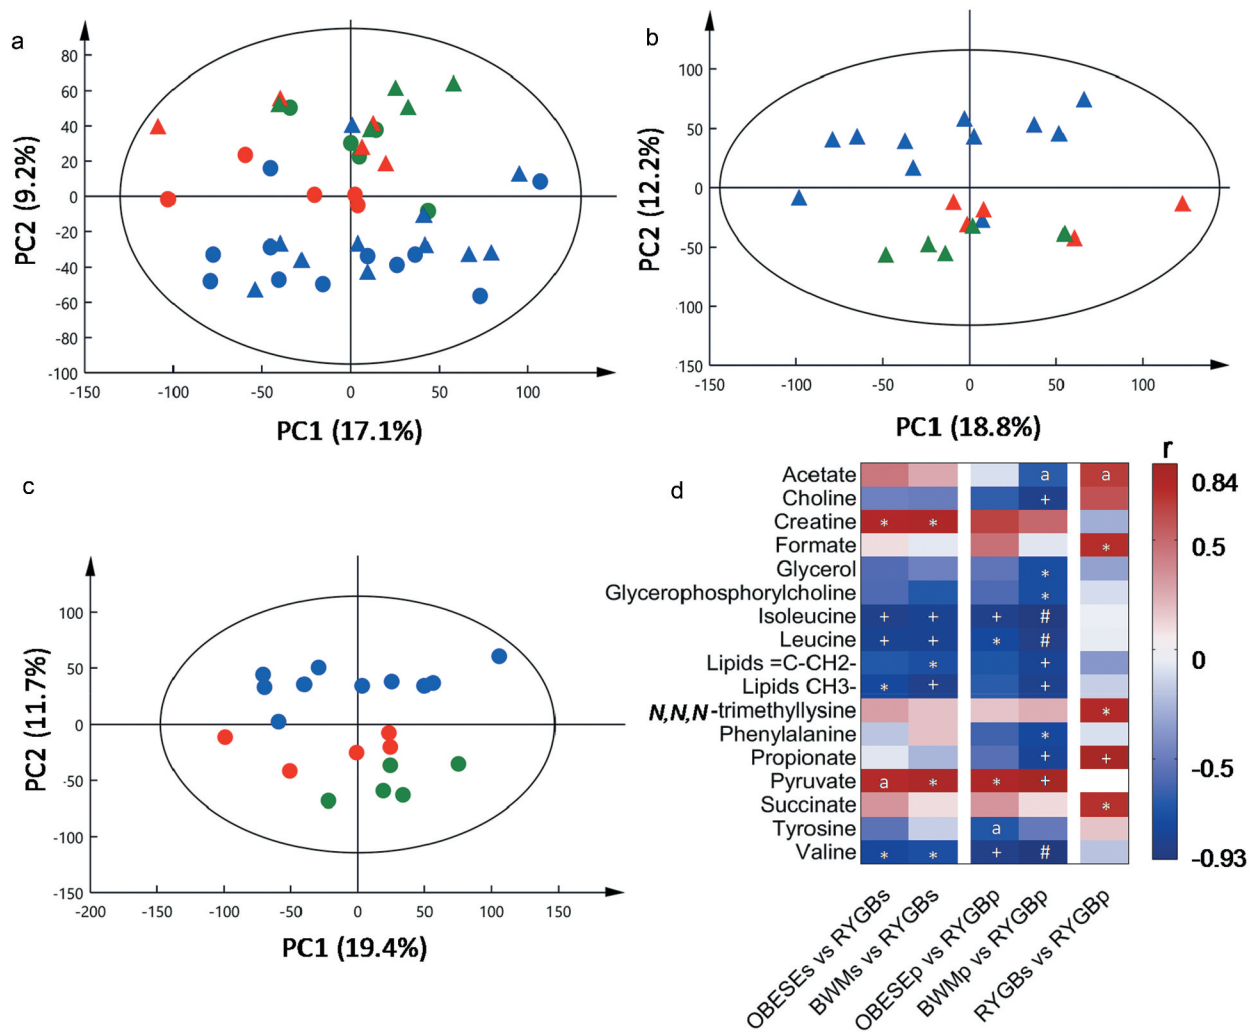 a
80
60
40
20
0
-20
-40
-60
-80
-100
-150
-100
-50
0
50
100
PC2 (9.2%)
PC1 (17.1%)
b
100
50
0
-50
-100
-150
-150
-100
-50
0
50
100
PC2 (12.2%)
PC1 (18.8%)
c
100
50
0
-50
-100
-150
-200
-150
-100
-50
0
50
100
150
PC2 (11.7%)
PC1 (19.4%)
d
r
Acetate a a
Choline +
Creatine * *
Formate *
Glycerol *
Glycerophosphorylcholine *
Isoleucine + + + #
Leucine + + * #
Lipids =C-CH2- * +
Lipids CH3- * + +
N,N,N-trimethyllysine *
Phenylalanine *
Propionate + +
Pyruvate a * * +
Succinate *
Tyrosine a
Valine * * + #
0.84
0.5
0
-0.5
-0.93
OBESEs vs RYGBs
BWMs vs RYGBs
OBESEp vs RYGBp
BWMp vs RYGBp
RYGBs vs RYGBp